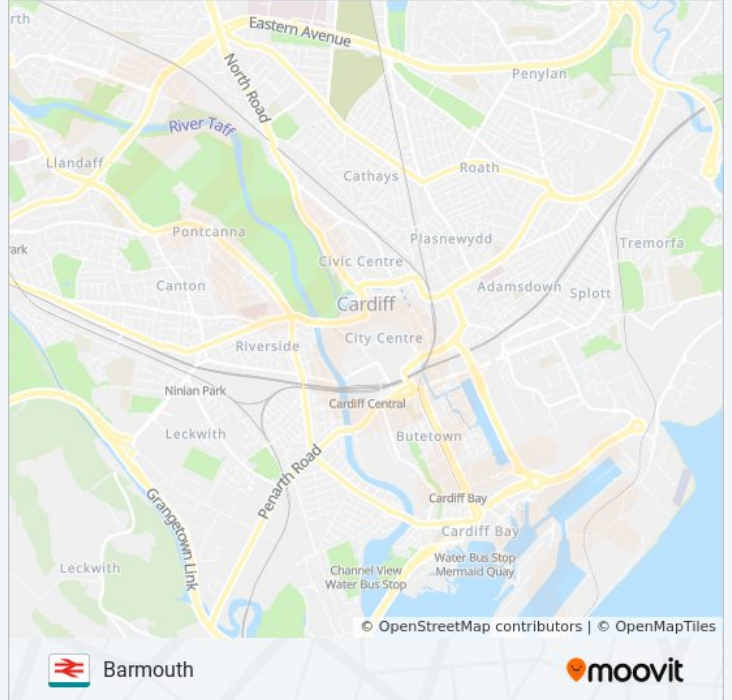 rth
Eastern Avenue
North Road
Penylan
River Taff
Llandaff
Cathays
Roath
Pontcanna
Plasnewydd
ark
Civic Centre
Tremorfa
Canton
Adamsdown
Splott
Cardiff
Riverside
City Centre
Ninian Park
Cardiff Central
Leckwith
Butetown
Penarth Road
Grangetown Link
Cardiff Bay
Cardiff Bay
Leckwith
Channel View
Water Bus Stop
Water Bus Stop
Mermaid Quay
© OpenStreetMap contributors | © OpenMapTiles
Barmouth
moovit